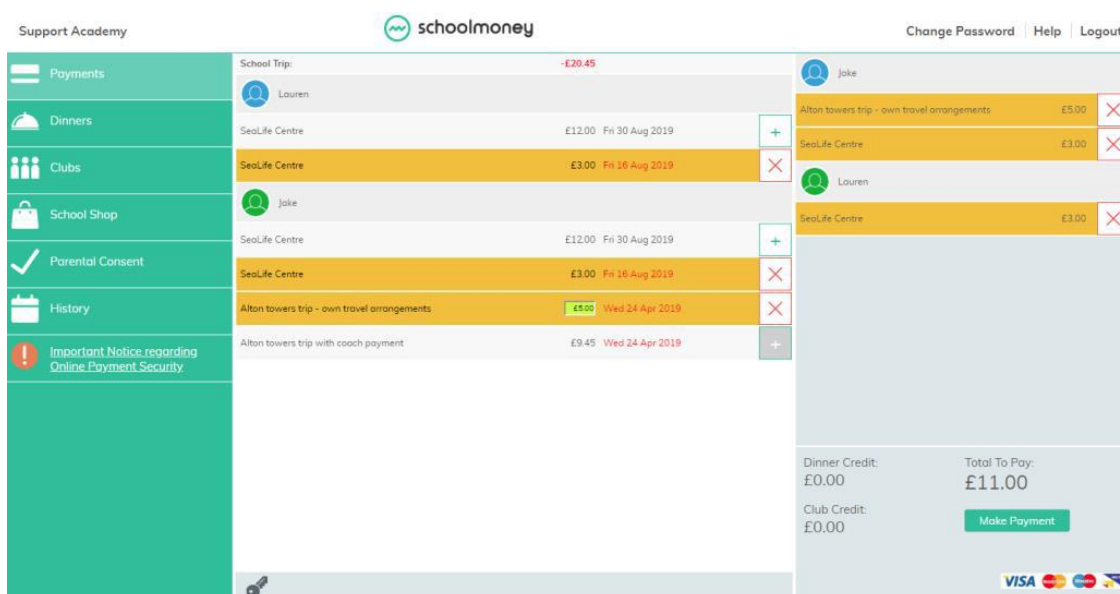 Support Academy
schoolmoney
Change Password Help Logout
Payments
Dinners
Clubs
School Shop
Parental Consent
History
Important Notice regarding
Online Payment Security
School Trip: -£20.45
Lauren
SeaLife Centre £12.00 Fri 30 Aug 2019 +
SeaLife Centre £3.00 Fri 16 Aug 2019
Jake
SeaLife Centre £12.00 Fri 30 Aug 2019 +
SeaLife Centre £3.00 Fri 16 Aug 2019
Alton towers trip - own travel arrangements £5.00 Wed 24 Apr 2019
Alton towers trip with coach payment £9.45 Wed 24 Apr 2019 +
Jake
Alton towers trip - own travel arrangements £5.00
SeaLife Centre £3.00
Lauren
SeaLife Centre £3.00
Dinner Credit: Total To Pay:
£0.00 £11.00
Club Credit:
£0.00 Make Payment
VISA